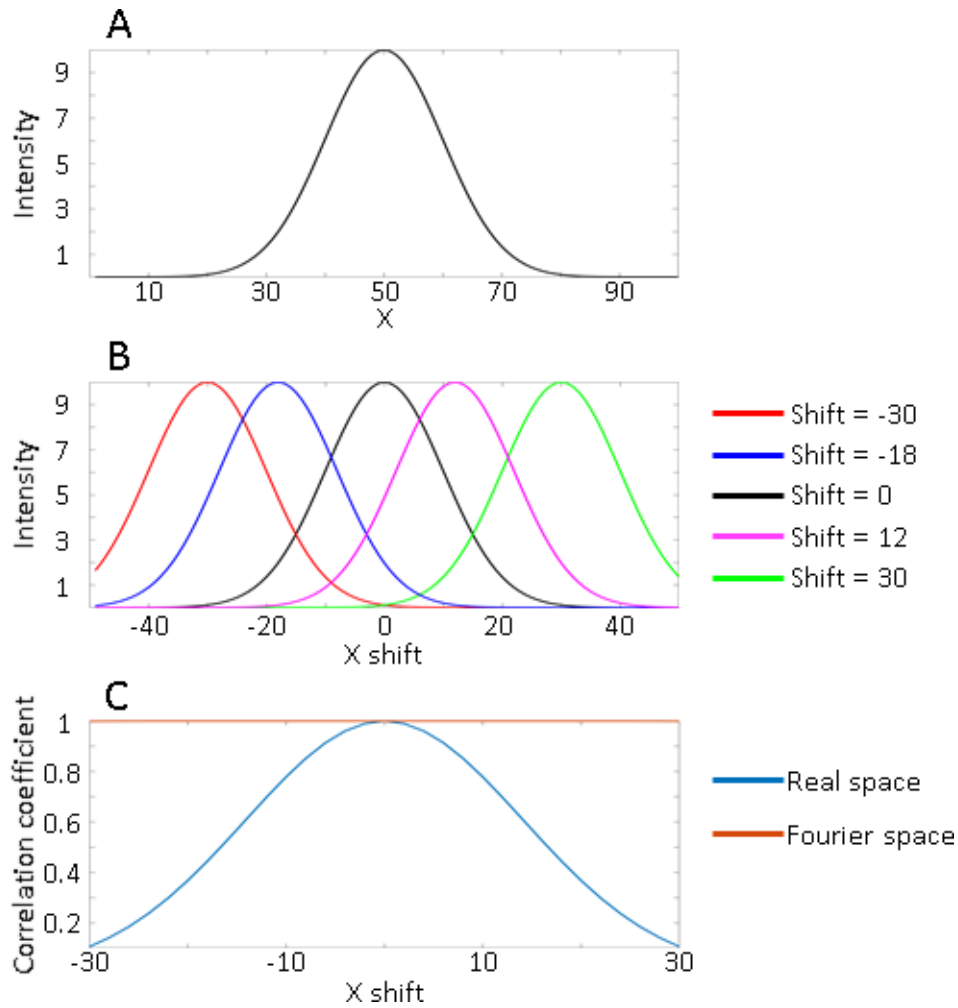 A
Intensity
9
7
5
3
1
10 30 50 70 90
X
B
Intensity
9
7
5
3
1
-40 -20 0 20 40
X shift
Shift = -30
Shift = -18
Shift = 0
Shift = 12
Shift = 30
C
Correlation coefficient
1
0.8
0.6
0.4
0.2
-30 -10 10 30
X shift
Real space
Fourier space